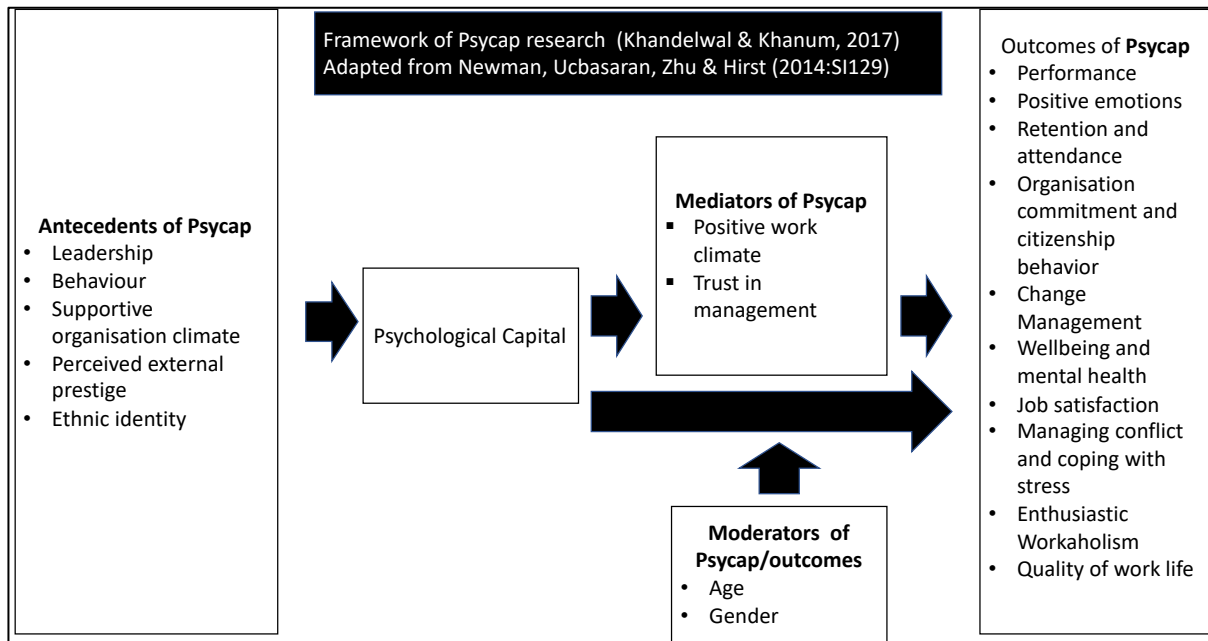 Framework of Psycap research (Khandelwal & Khanum, 2017)
Adapted from Newman, Ucbasaran, Zhu & Hirst (2014:SI129)
Antecedents of Psycap
• Leadership
• Behaviour
• Supportive
organisation climate
• Perceived external
prestige
• Ethnic identity
Psychological Capital
Mediators of Psycap
▪ Positive work
climate
▪ Trust in
management
Moderators of
Psycap/outcomes
• Age
• Gender
Outcomes of Psycap
• Performance
• Positive emotions
• Retention and
attendance
• Organisation
commitment and
citizenship
behavior
• Change
Management
• Wellbeing and
mental health
• Job satisfaction
• Managing conflict
and coping with
stress
• Enthusiastic
Workaholism
• Quality of work life